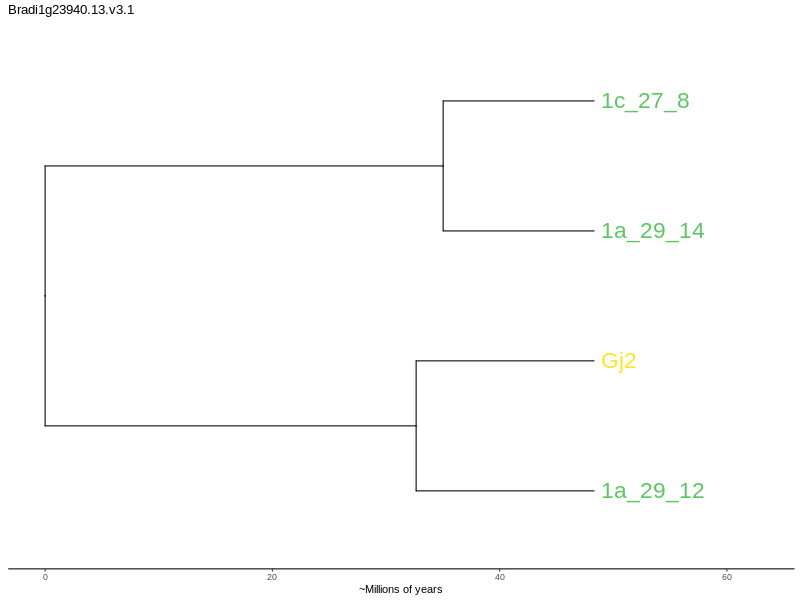 Bradi1g23940.13.v3.1
1c_27_8
1a_29_14
Gj2
1a_29_12
0 20 40 60
~Millions of years